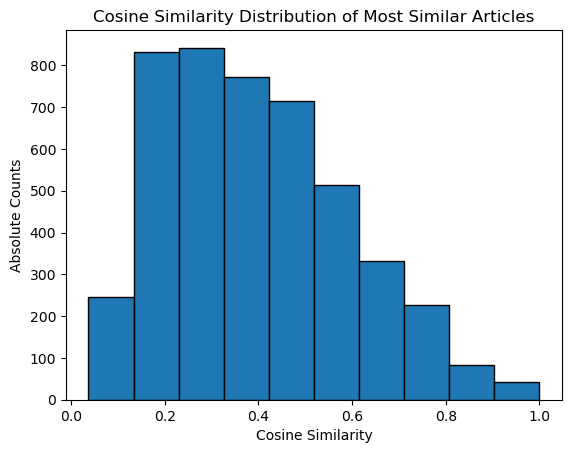 Cosine Similarity Distribution of Most Similar Articles
Absolute Counts
800
700
600
500
400
300
200
100
0
0.0 0.2 0.4 0.6 0.8 1.0
Cosine Similarity